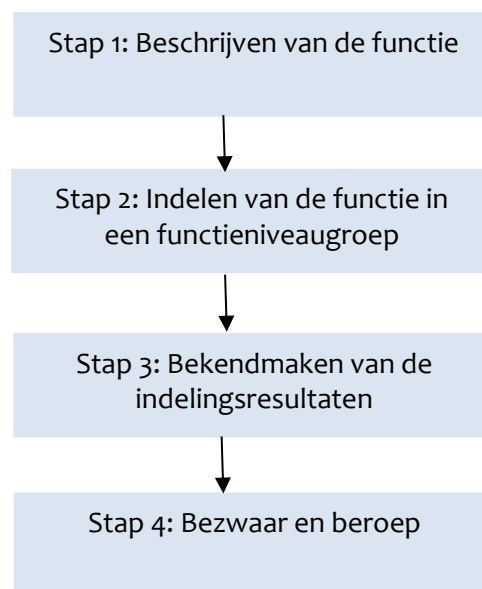 Stap 1: Beschrijven van de functie
Stap 2: Indelen van de functie in
een functieniveaugroep
Stap 3: Bekendmaken van de
indelingsresultaten
Stap 4: Bezwaar en beroep